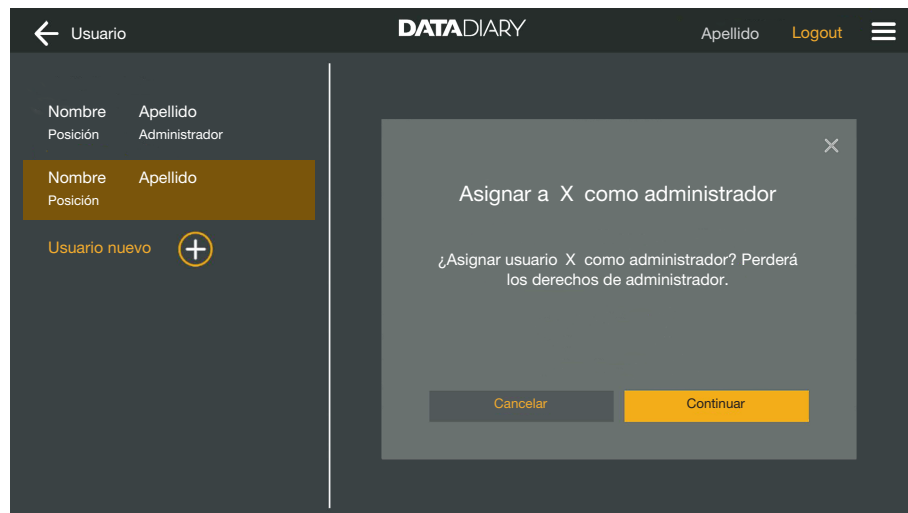 Usuario
DATADIARY
Apellido Logout
Nombre Apellido
Posición Administrador
Nombre Apellido
Posición
Usuario nuevo
Asignar a X como administrador
¿Asignar usuario X como administrador? Perderá
los derechos de administrador.
Cancelar Continuar